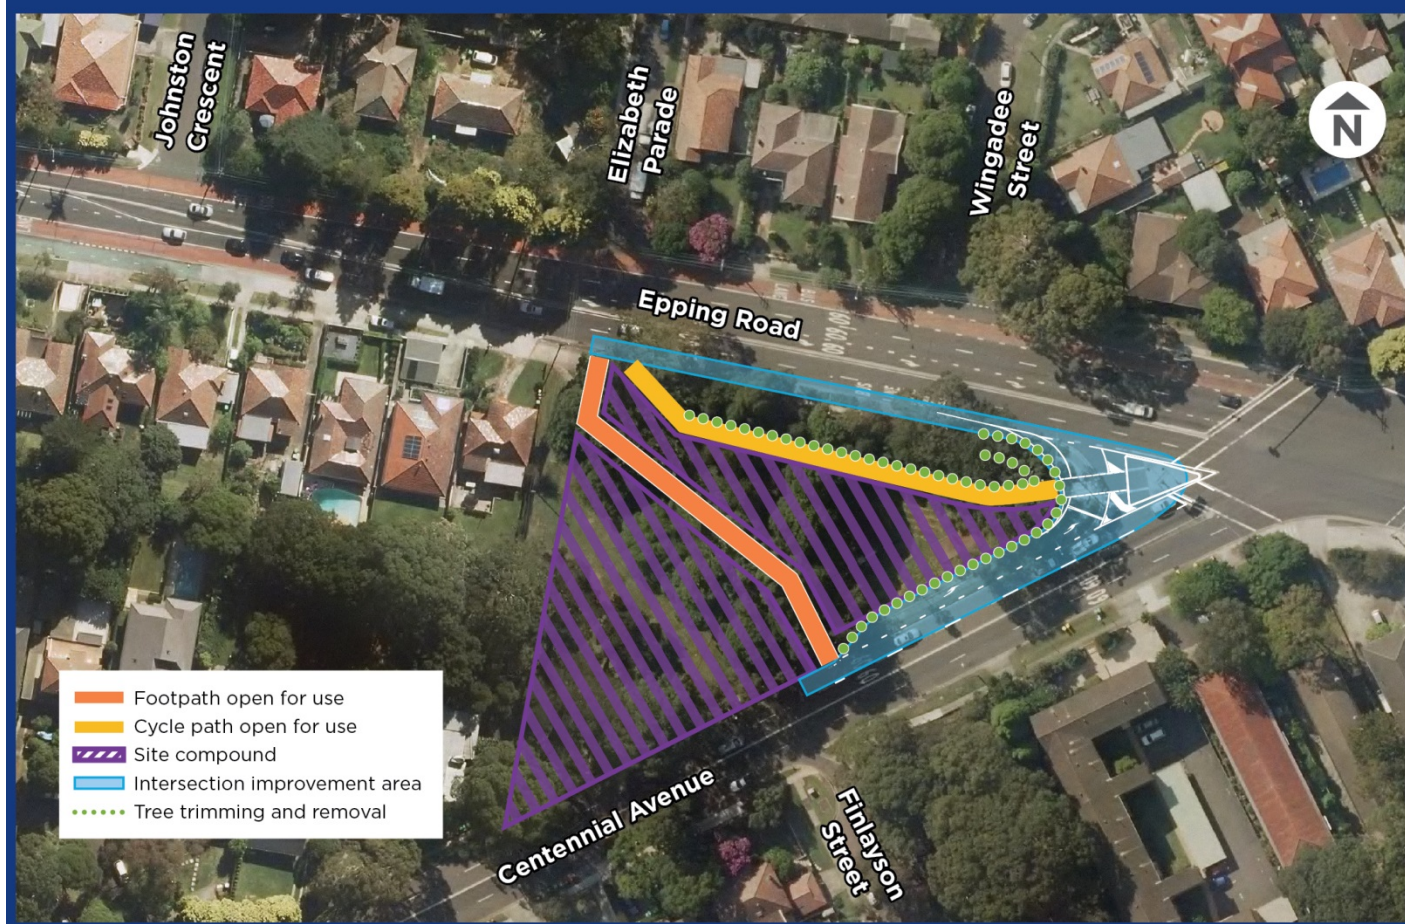 Johnston
Crescent
Elizabeth
Parade
Wingadee
Street
N
Epping Road
Footpath open for use
Cycle path open for use
Site compound
Intersection improvement area
Tree trimming and removal
Centennial Avenue
Finlayson
Street